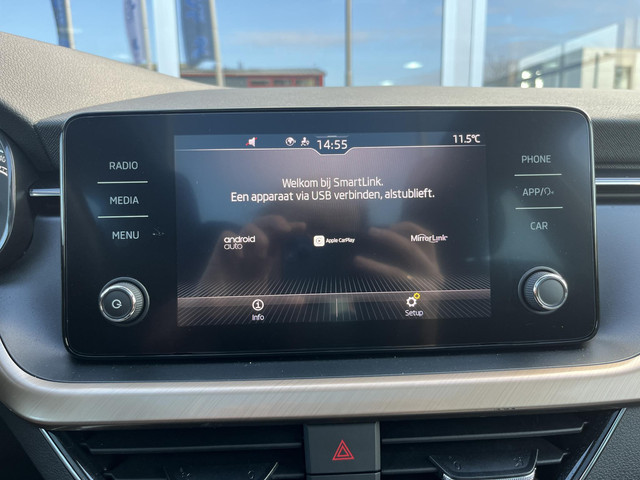 14:55
11.5°C
RADIO
MEDIA
MENU
PHONE
APP/
CAR
Welkom bij SmartLink.
Een apparaat via USB verbinden, alstublieft.
android auto
Apple CarPlay
MirrorLink
Info
Setup